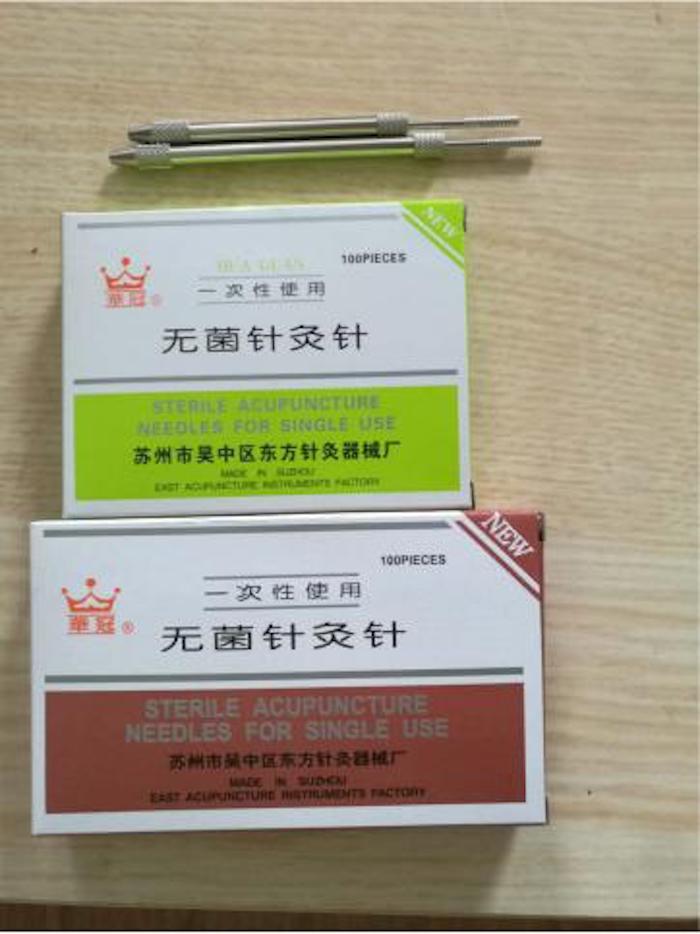 NEW
HUA GUAN
100PIECES
華冠®
一次性使用
无菌针灸针
STERILE ACUPUNCTURE
NEEDLES FOR SINGLE USE
苏州市吴中区东方针灸器械厂
MADE IN SUZHOU
EAST ACUPUNCTURE INSTRUMENTS FACTORY
NEW
100PIECES
華冠®
一次性使用
无菌针灸针
STERILE ACUPUNCTURE
NEEDLES FOR SINGLE USE
苏州市吴中区东方针灸器械厂
MADE IN SUZHOU
EAST ACUPUNCTURE INSTRUMENTS FACTORY